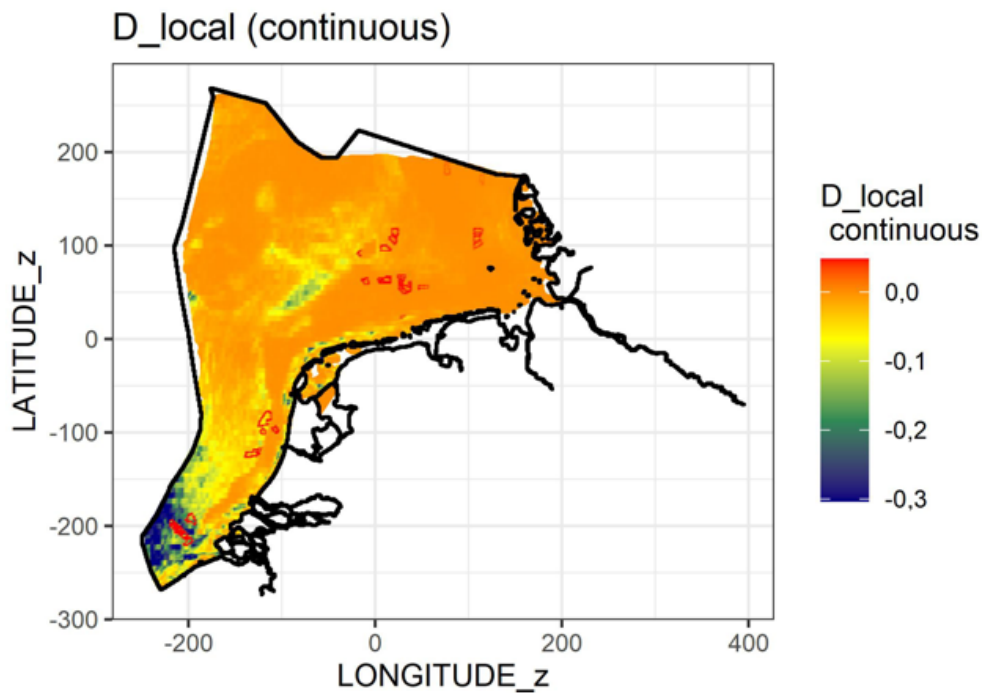 D_local (continuous)
LATITUDE_z
200
100
0
-100
-200
-300
-200
0
200
400
LONGITUDE_z
D_local
continuous
0,0
-0,1
-0,2
-0,3